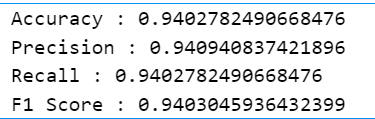 Accuracy : 0.9402782490668476
Precision : 0.940940837421896
Recall : 0.9402782490668476
F1 Score : 0.9403045936432399